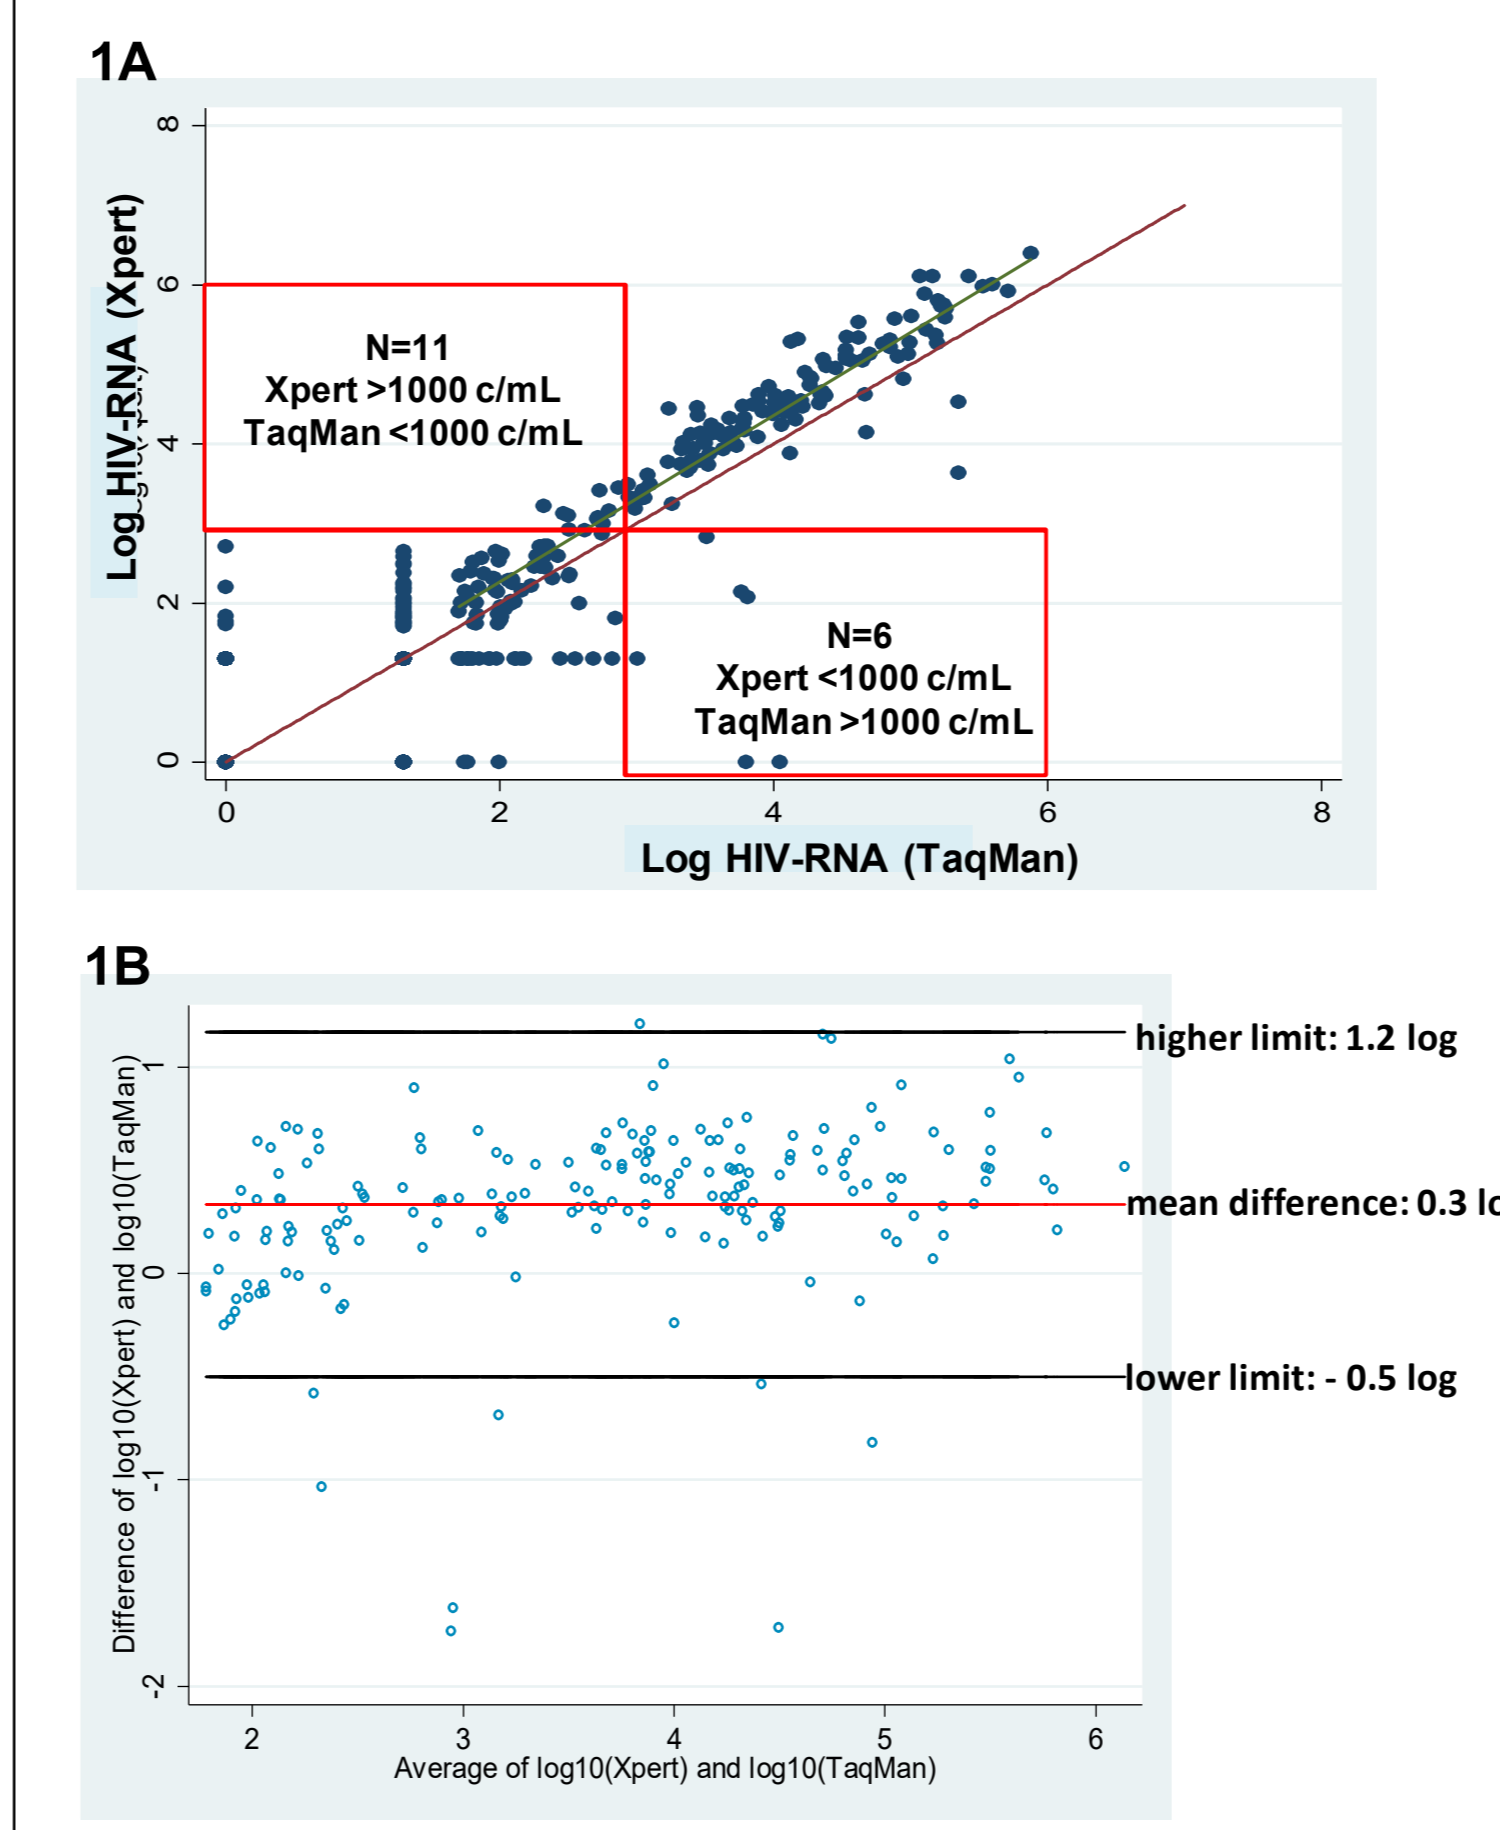 1A
8
6
4
2
0
Log HIV-RNA (Xpert)
N=11
Xpert >1000 c/mL
TaqMan <1000 c/mL
N=6
Xpert <1000 c/mL
TaqMan >1000 c/mL
0 2 4 6 8
Log HIV-RNA (TaqMan)
1B
1
0
-1
-2
Difference of log10(Xpert) and log10(TaqMan)
higher limit: 1.2 log
mean difference: 0.3 lo
lower limit: - 0.5 log
2 3 4 5 6
Average of log10(Xpert) and log10(TaqMan)